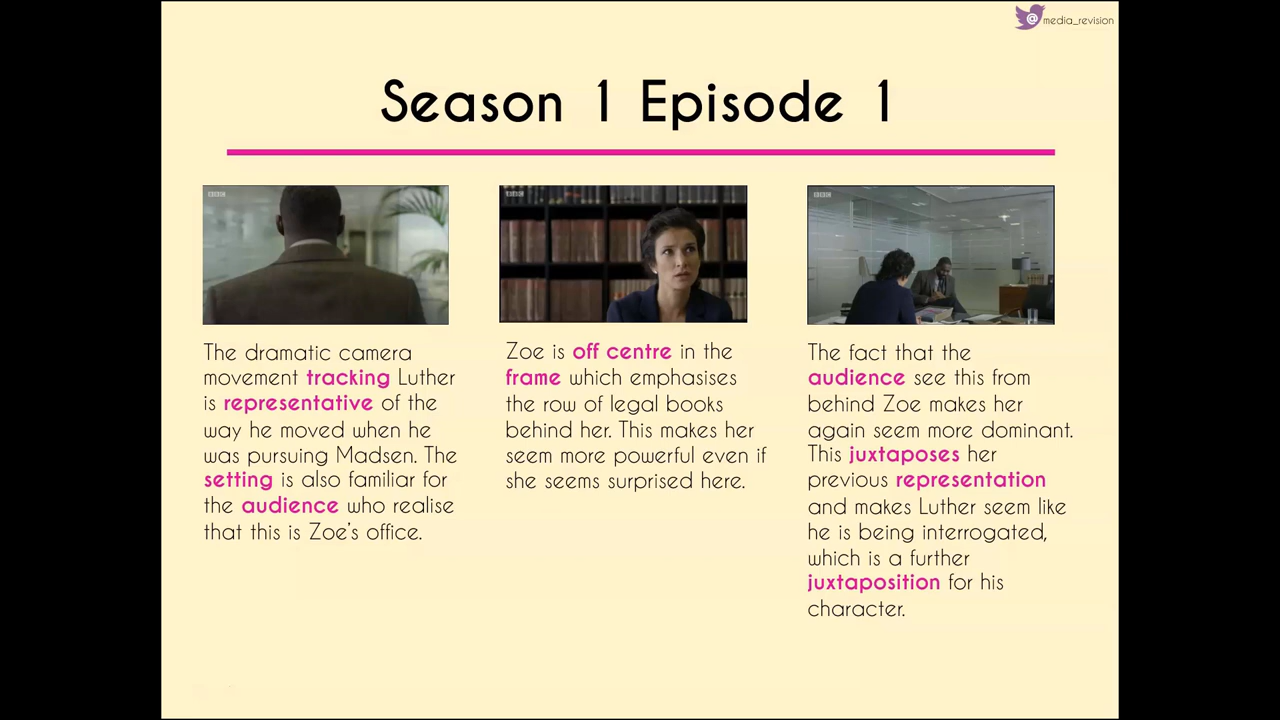 @media_revision
Season 1 Episode 1
BBC
BBC
BBC
The dramatic camera
movement tracking Luther
is representative of the
way he moved when he
was pursuing Madsen. The
setting is also familiar for
the audience who realise
that this is Zoe's office.
Zoe is off centre in the
frame which emphasises
the row of legal books
behind her. This makes her
seem more powerful even if
she seems surprised here.
The fact that the
audience see this from
behind Zoe makes her
again seem more dominant.
This juxtaposes her
previous representation
and makes Luther seem like
he is being interrogated,
which is a further
juxtaposition for his
character.